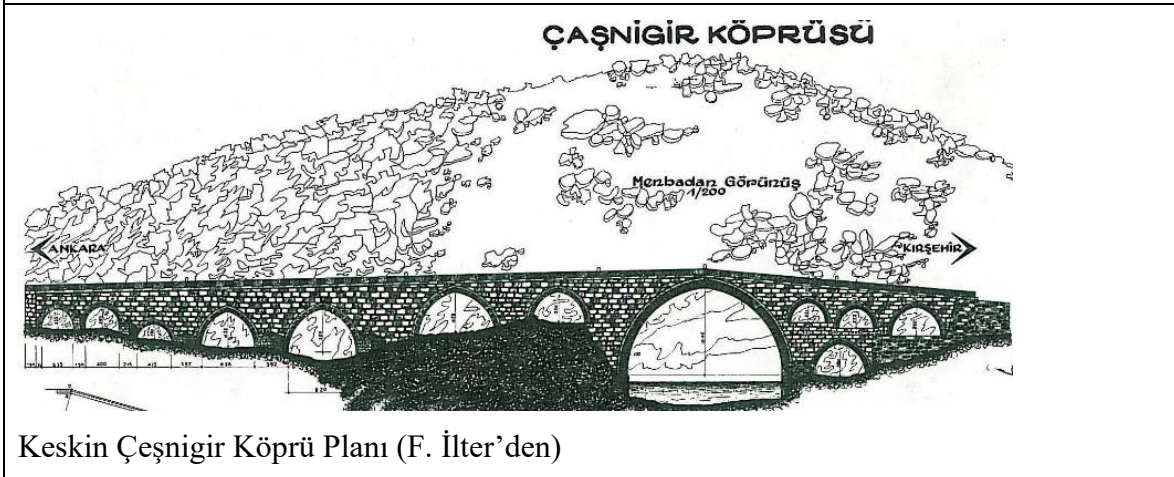 ÇAŞNİGİR KÖPRÜSÜ
Menbadan Görünüş
1/200
ANKARA
KIRŞEHİR
Keskin Çeşnigir Köprü Planı (F. İlter’den)